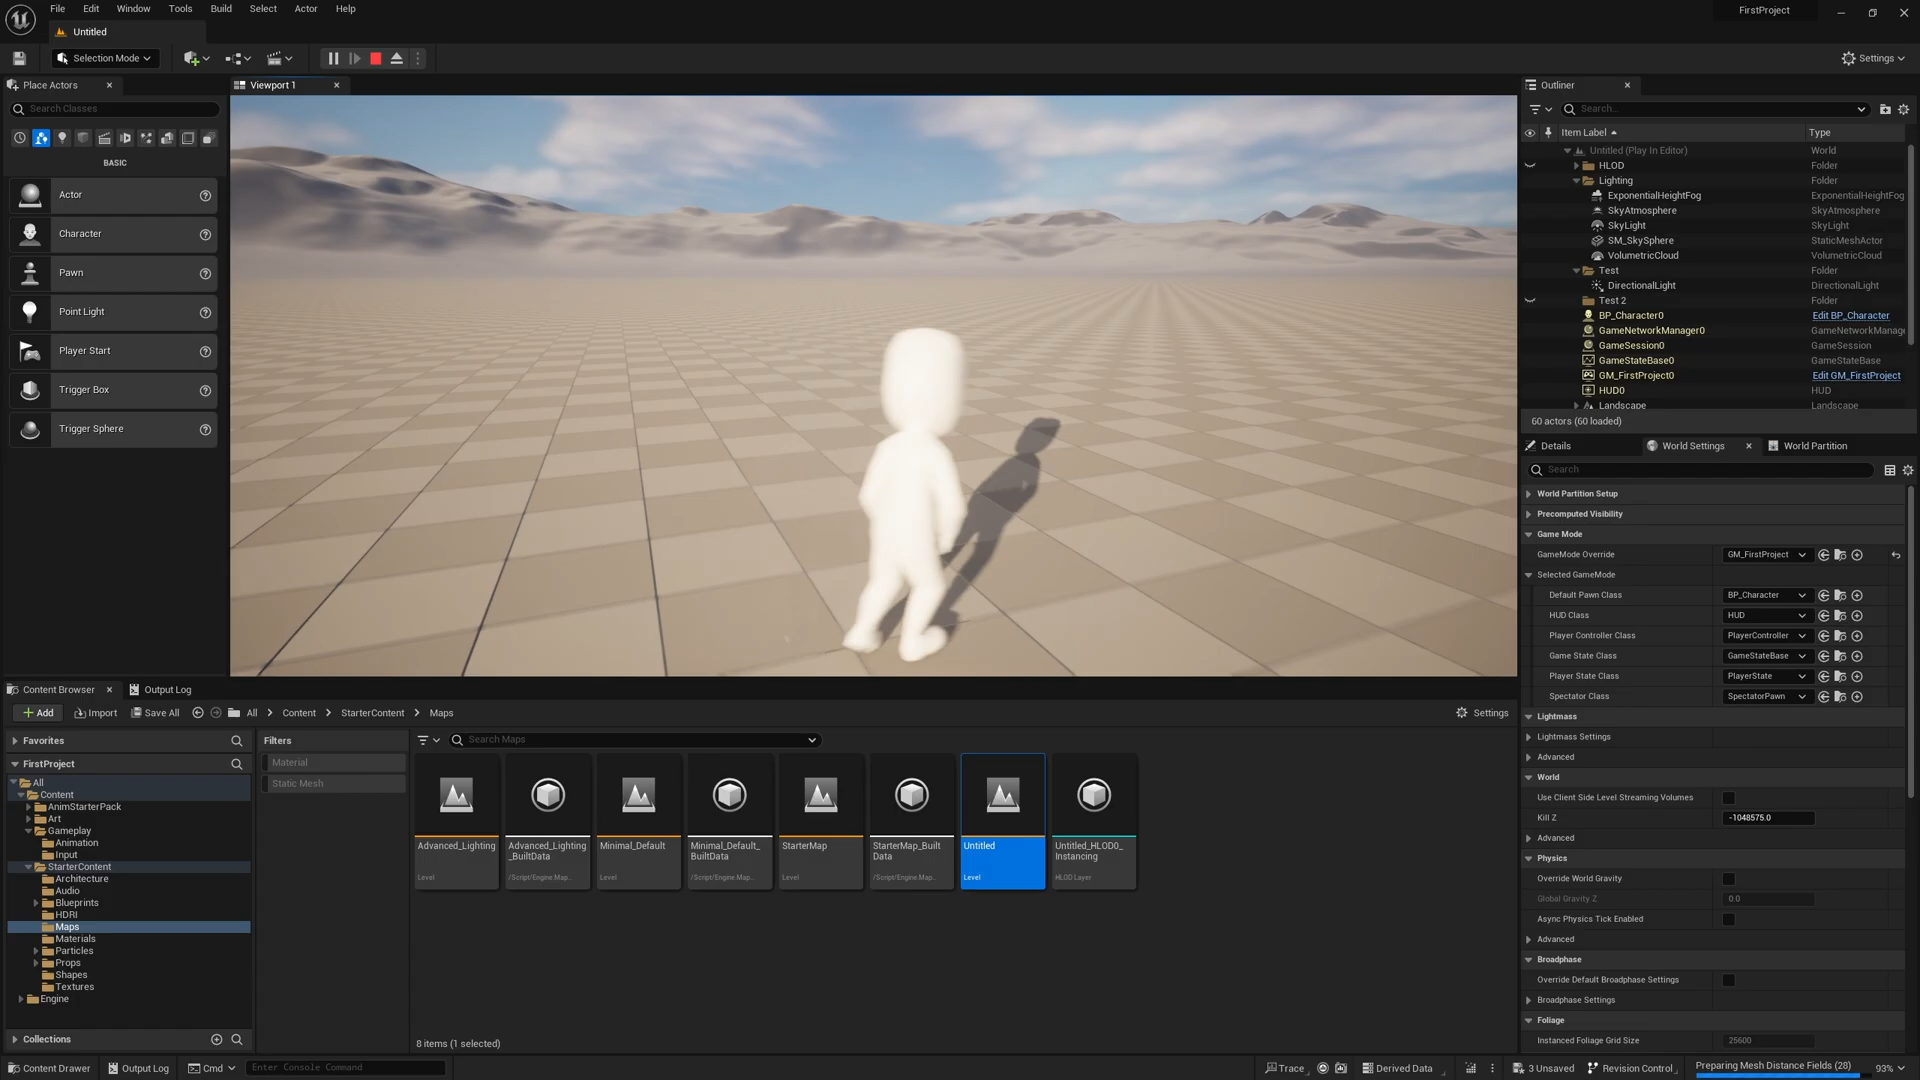 File Edit Window Tools Build Select Actor Help
FirstProject
Untitled
Selection Mode
Settings
Place Actors
Search Classes
BASIC
Actor
Character
Pawn
Point Light
Player Start
Trigger Box
Trigger Sphere
Viewport 1
Outliner
Search...
Item Label Type
Untitled (Play In Editor) World
HLOD Folder
Lighting Folder
ExponentialHeightFog ExponentialHeightFog
SkyAtmosphere SkyAtmosphere
SkyLight SkyLight
SM_SkySphere StaticMeshActor
VolumetricCloud VolumetricCloud
Test Folder
DirectionalLight DirectionalLight
Test 2 Folder
BP_Character0 Edit BP_Character
GameNetworkManager0 GameNetworkManage
GameSession0 GameSession
GameStateBase0 GameStateBase
GM_FirstProject0 Edit GM_FirstProject
HUD0 HUD
Landscape Landscape
60 actors (60 loaded)
Details World Settings World Partition
Search
World Partition Setup
Precomputed Visibility
Game Mode
GameMode Override GM_FirstProject
Selected GameMode
Default Pawn Class BP_Character
HUD Class HUD
Player Controller Class PlayerController
Game State Class GameStateBase
Player State Class PlayerState
Spectator Class SpectatorPawn
Lightmass
Lightmass Settings
Advanced
World
Use Client Side Level Streaming Volumes
Kill Z -1048575.0
Advanced
Physics
Override World Gravity
Global Gravity Z 0.0
Async Physics Tick Enabled
Advanced
Broadphase
Override Default Broadphase Settings
Broadphase Settings
Foliage
Instanced Foliage Grid Size 25600
Content Browser Output Log
Add Import Save All All Content StarterContent Maps Settings
Favorites
FirstProject
All
Content
AnimStarterPack
Art
Gameplay
Animation
Input
StarterContent
Architecture
Audio
Blueprints
HDRI
Maps
Materials
Particles
Props
Shapes
Textures
Engine
Collections
Filters
Material
Static Mesh
Search Maps
Advanced_Lighting
Level
Advanced_Lighting
_BuiltData
/Script/Engine.Map...
Minimal_Default
Level
Minimal_Default_
BuiltData
/Script/Engine.Map...
StarterMap
Level
StarterMap_Built
Data
/Script/Engine.Map...
Untitled
Level
Untitled_HLOD0_
Instancing
HLOD Layer
8 items (1 selected)
Content Drawer Output Log Cmd Enter Console Command
Trace Derived Data 3 Unsaved Revision Control Preparing Mesh Distance Fields (28) 93%